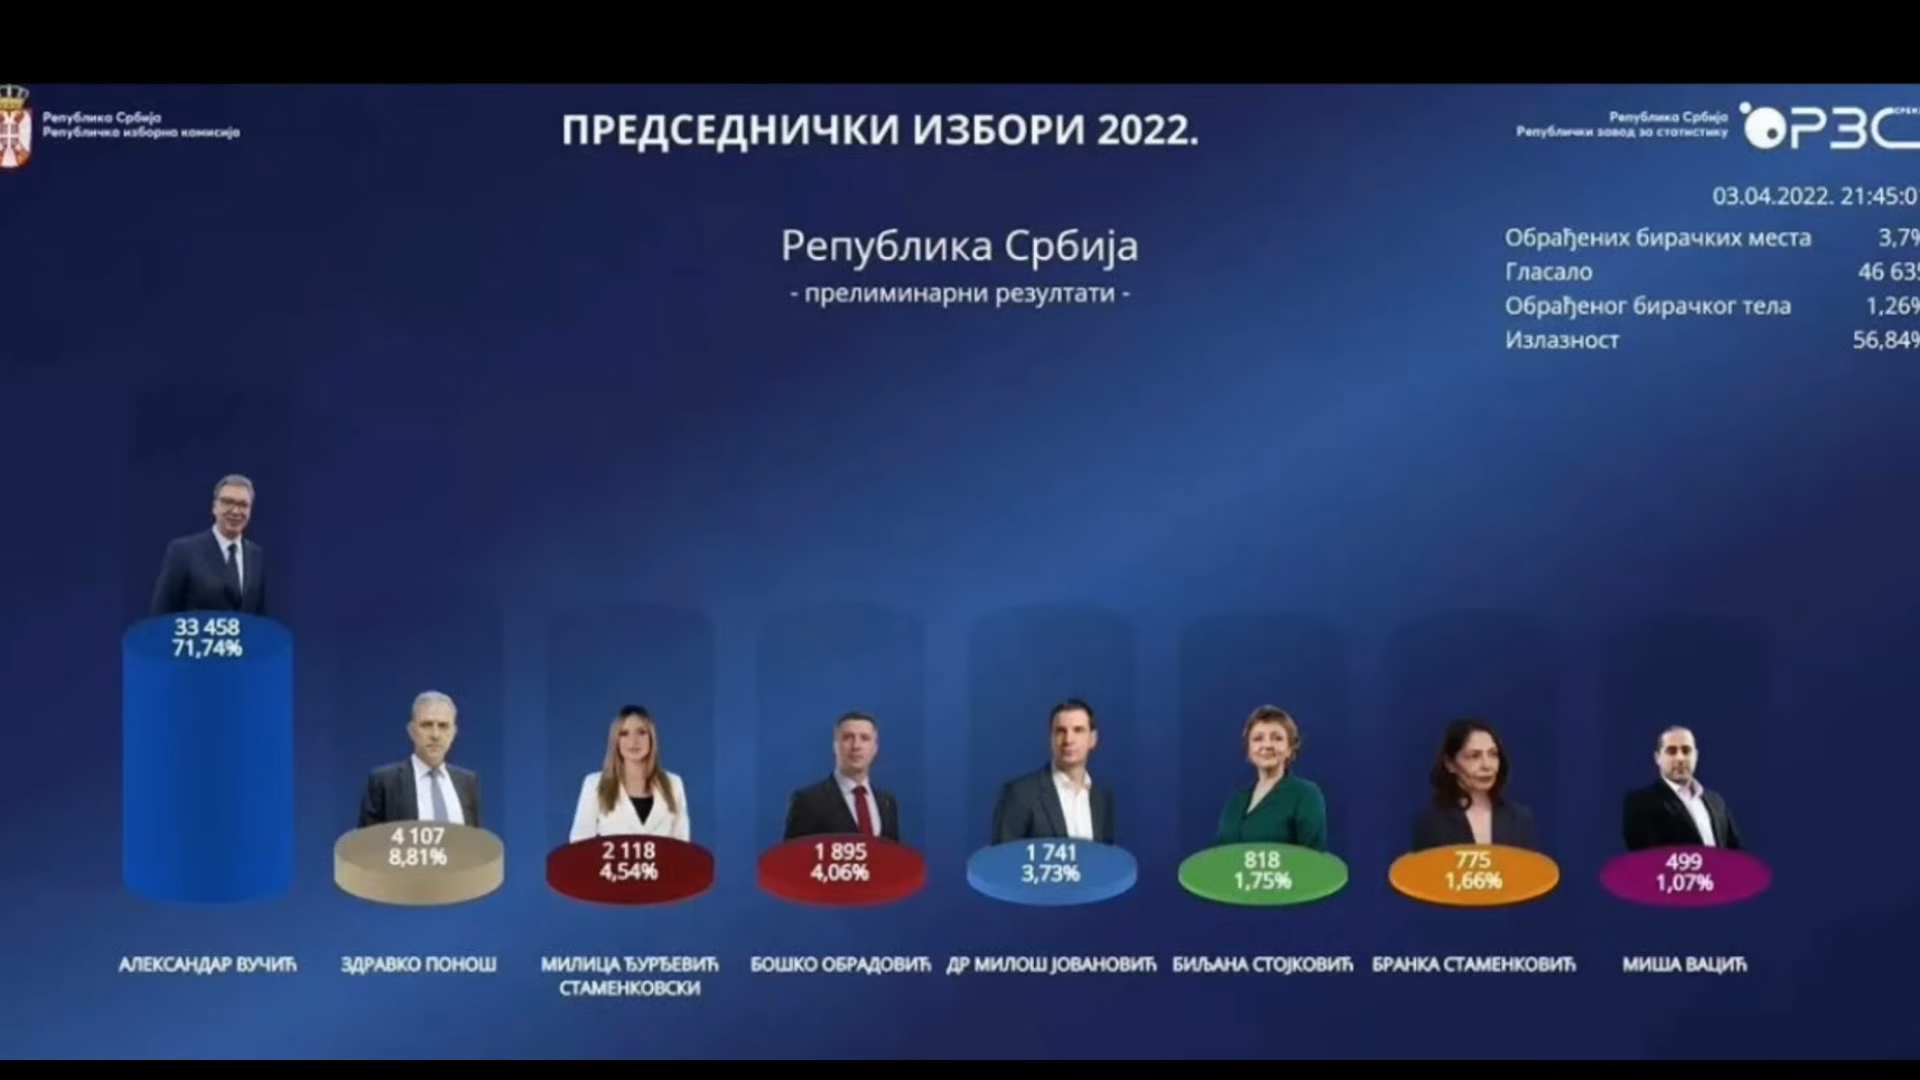 Република Србија
Републичка изборна комисија
ПРЕДСЕДНИЧКИ ИЗБОРИ 2022.
Република Србија
Републички завод за статистику
РЗС
03.04.2022. 21:45:0
Република Србија
- прелиминарни резултати -
Обрађених бирачких места 3,7%
Гласало 46 635
Обрађеног бирачког тела 1,26%
Излазност 56,84%
33 458
71,74%
4 107
8,81%
2 118
4,54%
1 895
4,06%
1 741
3,73%
818
1,75%
775
1,66%
499
1,07%
АЛЕКСАНДАР ВУЧИЋ
ЗДРАВКО ПОНОШ
МИЛИЦА ЂУРЂЕВИЋ
СТАМЕНКОВСКИ
БОШКО ОБРАДОВИЋ
ДР МИЛОШ ЈОВАНОВИЋ
БИЉАНА СТОЈКОВИЋ
БРАНКА СТАМЕНКОВИЋ
МИША ВАЦИЋ